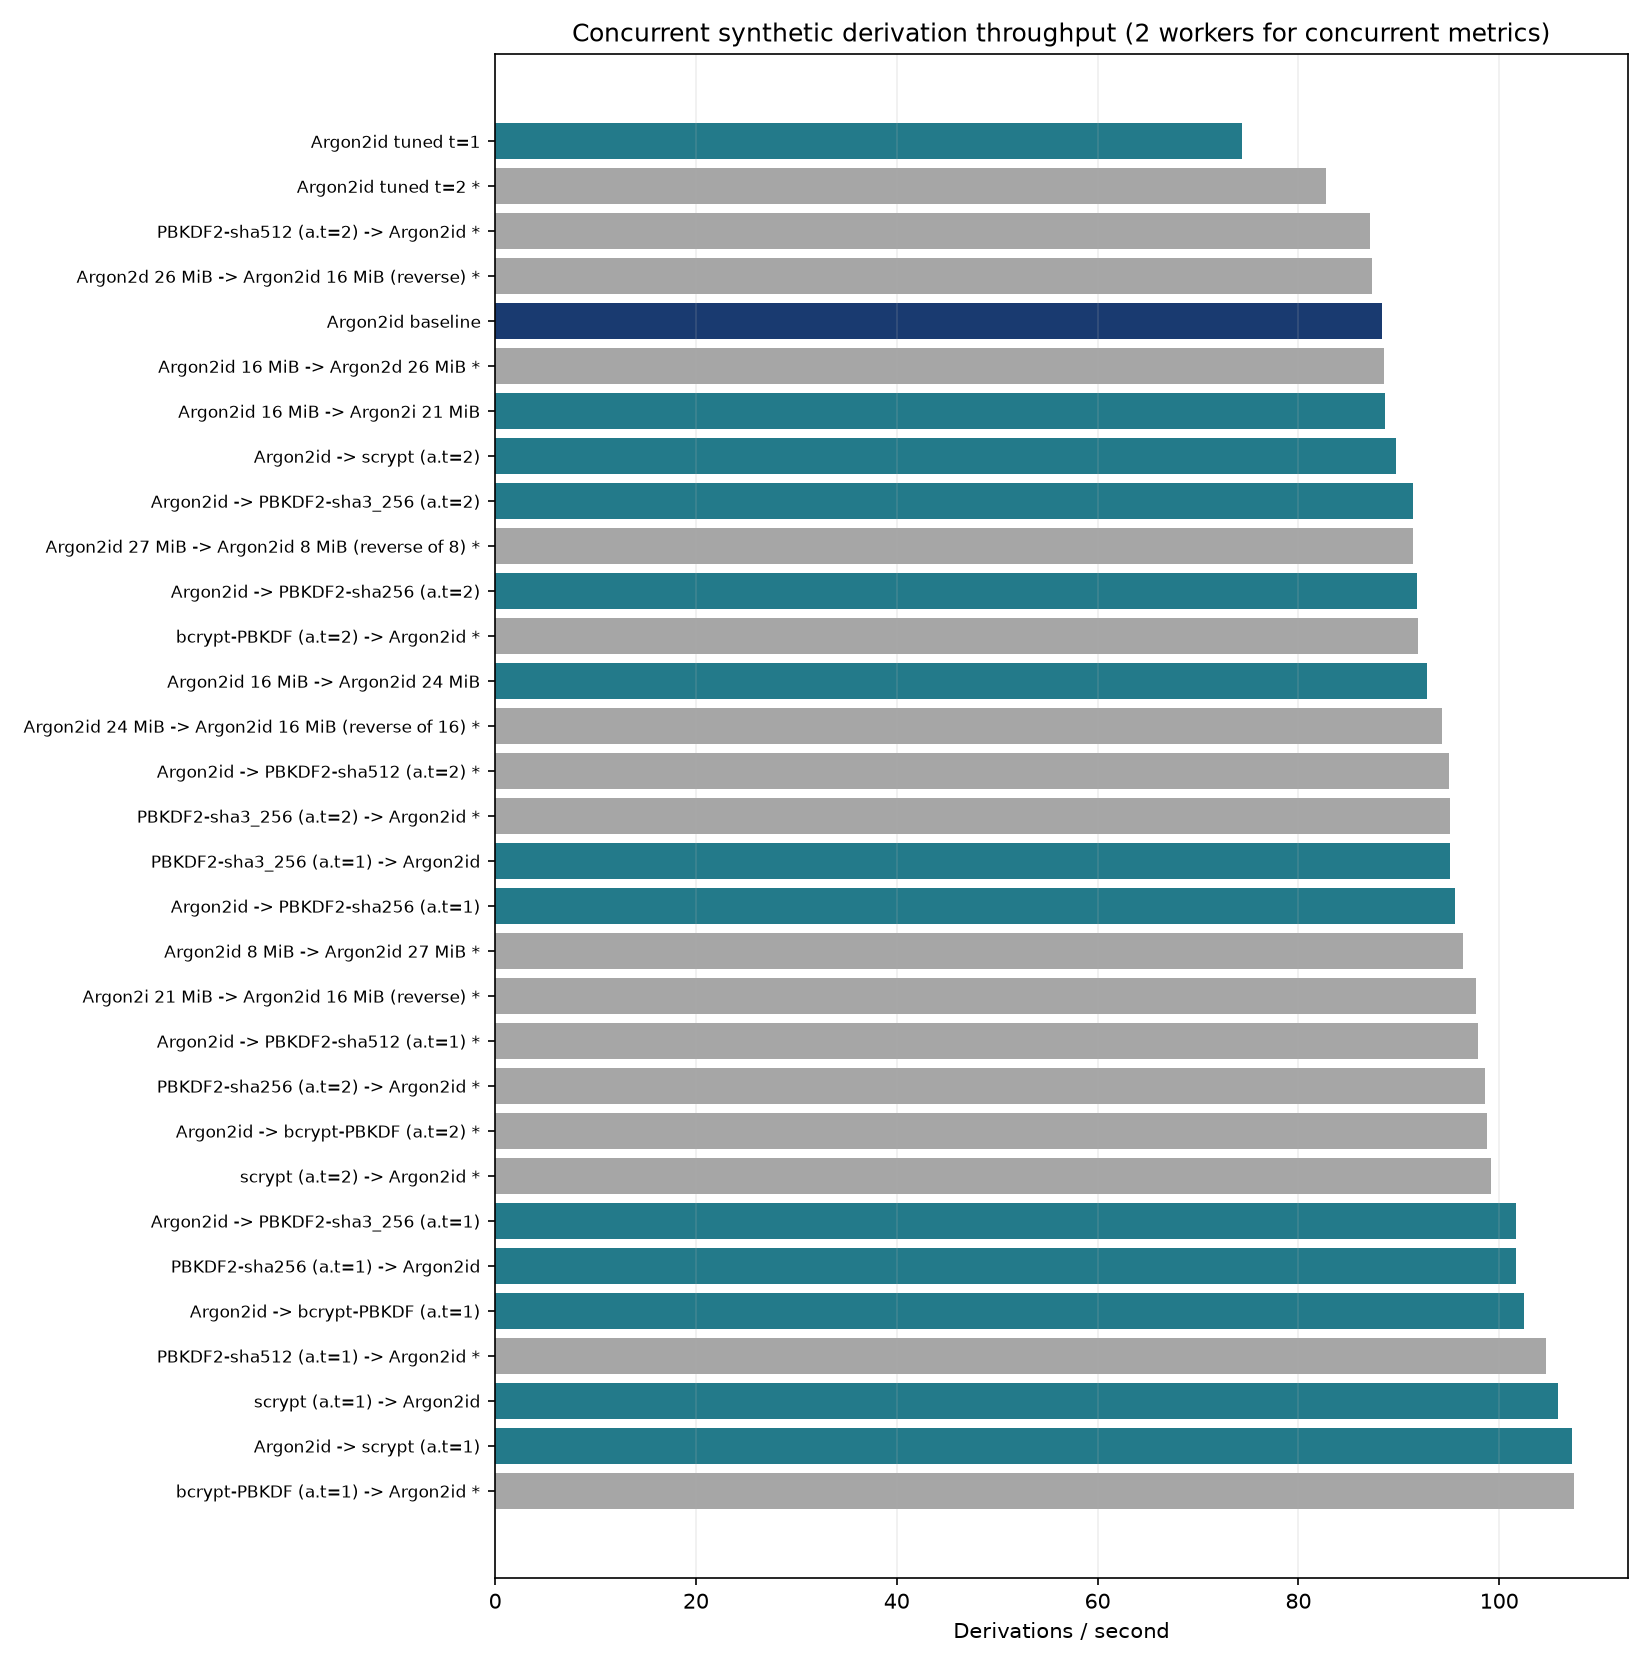 Concurrent synthetic derivation throughput (2 workers for concurrent metrics)
Argon2id tuned t=1
Argon2id tuned t=2 *
PBKDF2-sha512 (a.t=2) -> Argon2id *
Argon2d 26 MiB -> Argon2id 16 MiB (reverse) *
Argon2id baseline
Argon2id 16 MiB -> Argon2d 26 MiB *
Argon2id 16 MiB -> Argon2i 21 MiB
Argon2id -> scrypt (a.t=2)
Argon2id -> PBKDF2-sha3_256 (a.t=2)
Argon2id 27 MiB -> Argon2id 8 MiB (reverse of 8) *
Argon2id -> PBKDF2-sha256 (a.t=2)
bcrypt-PBKDF (a.t=2) -> Argon2id *
Argon2id 16 MiB -> Argon2id 24 MiB
Argon2id 24 MiB -> Argon2id 16 MiB (reverse of 16) *
Argon2id -> PBKDF2-sha512 (a.t=2) *
PBKDF2-sha3_256 (a.t=2) -> Argon2id *
PBKDF2-sha3_256 (a.t=1) -> Argon2id
Argon2id -> PBKDF2-sha256 (a.t=1)
Argon2id 8 MiB -> Argon2id 27 MiB *
Argon2i 21 MiB -> Argon2id 16 MiB (reverse) *
Argon2id -> PBKDF2-sha512 (a.t=1) *
PBKDF2-sha256 (a.t=2) -> Argon2id *
Argon2id -> bcrypt-PBKDF (a.t=2) *
scrypt (a.t=2) -> Argon2id *
Argon2id -> PBKDF2-sha3_256 (a.t=1)
PBKDF2-sha256 (a.t=1) -> Argon2id
Argon2id -> bcrypt-PBKDF (a.t=1)
PBKDF2-sha512 (a.t=1) -> Argon2id *
scrypt (a.t=1) -> Argon2id
Argon2id -> scrypt (a.t=1)
bcrypt-PBKDF (a.t=1) -> Argon2id *
0 20 40 60 80 100
Derivations / second